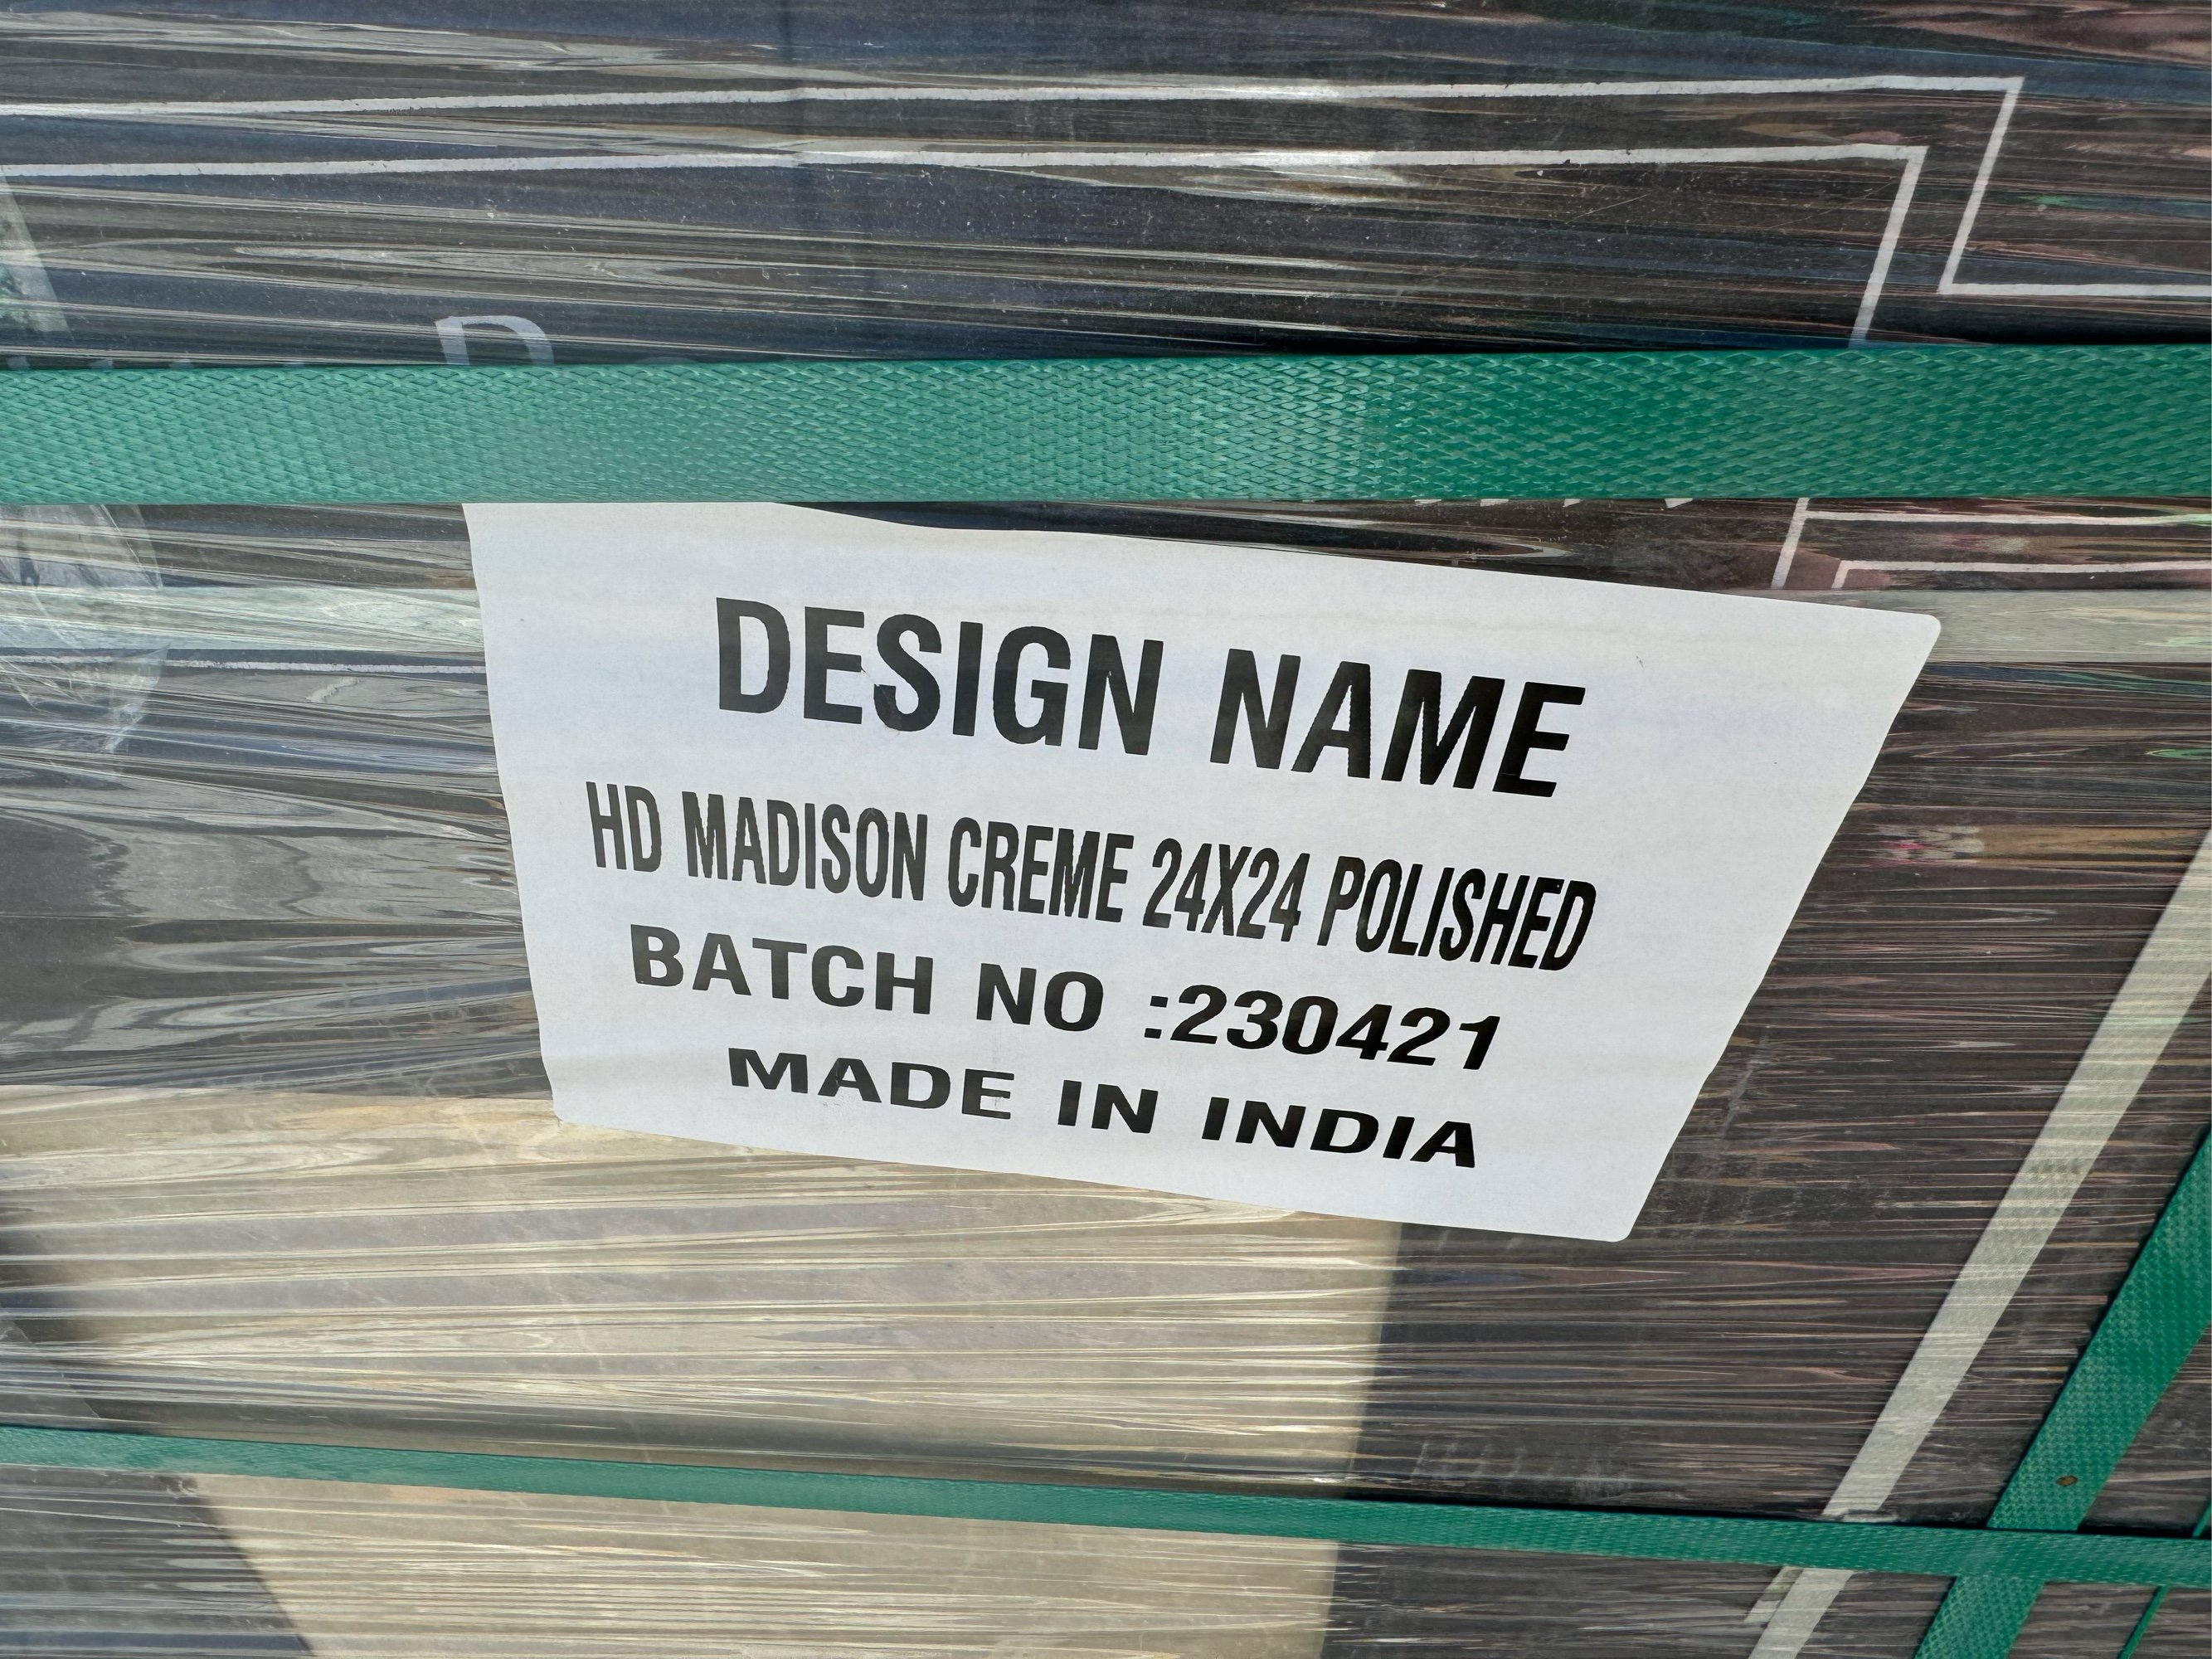 DESIGN NAME
HD MADISON CREME 24X24 POLISHED
BATCH NO :230421
MADE IN INDIA